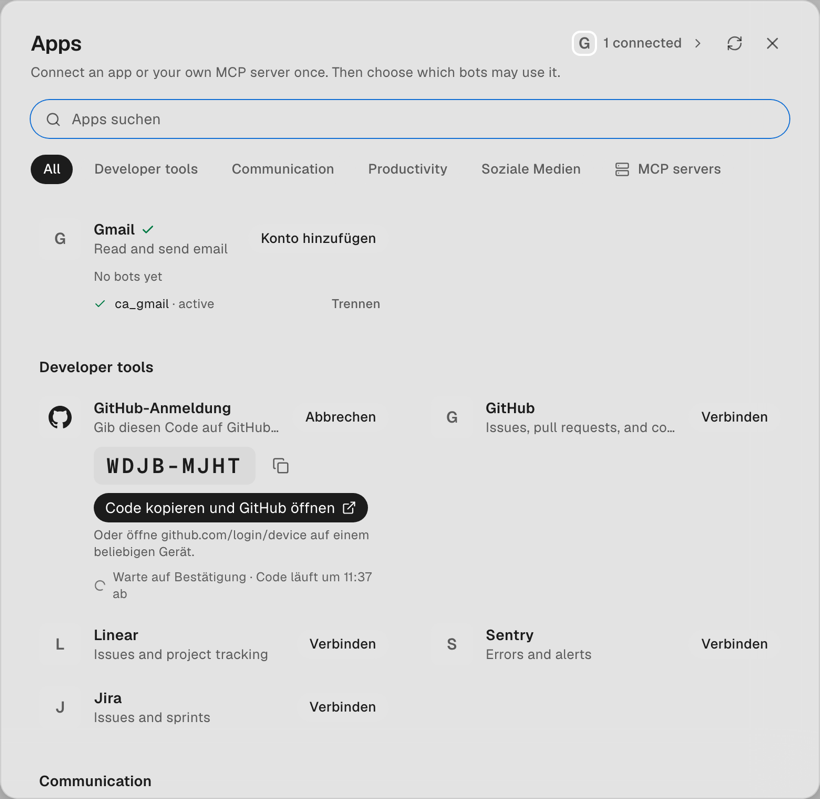 Apps
G 1 connected
Connect an app or your own MCP server once. Then choose which bots may use it.
Apps suchen
All Developer tools Communication Productivity Soziale Medien MCP servers
G
Gmail
Read and send email
Konto hinzufügen
No bots yet
ca_gmail · active
Trennen
Developer tools
GitHub-Anmeldung
Gib diesen Code auf GitHub…
Abbrechen
WDJB-MJHT
Code kopieren und GitHub öffnen
Oder öffne github.com/login/device auf einem
beliebigen Gerät.
Warte auf Bestätigung · Code läuft um 11:37
ab
G
GitHub
Issues, pull requests, and co…
Verbinden
L
Linear
Issues and project tracking
Verbinden
S
Sentry
Errors and alerts
Verbinden
J
Jira
Issues and sprints
Verbinden
Communication